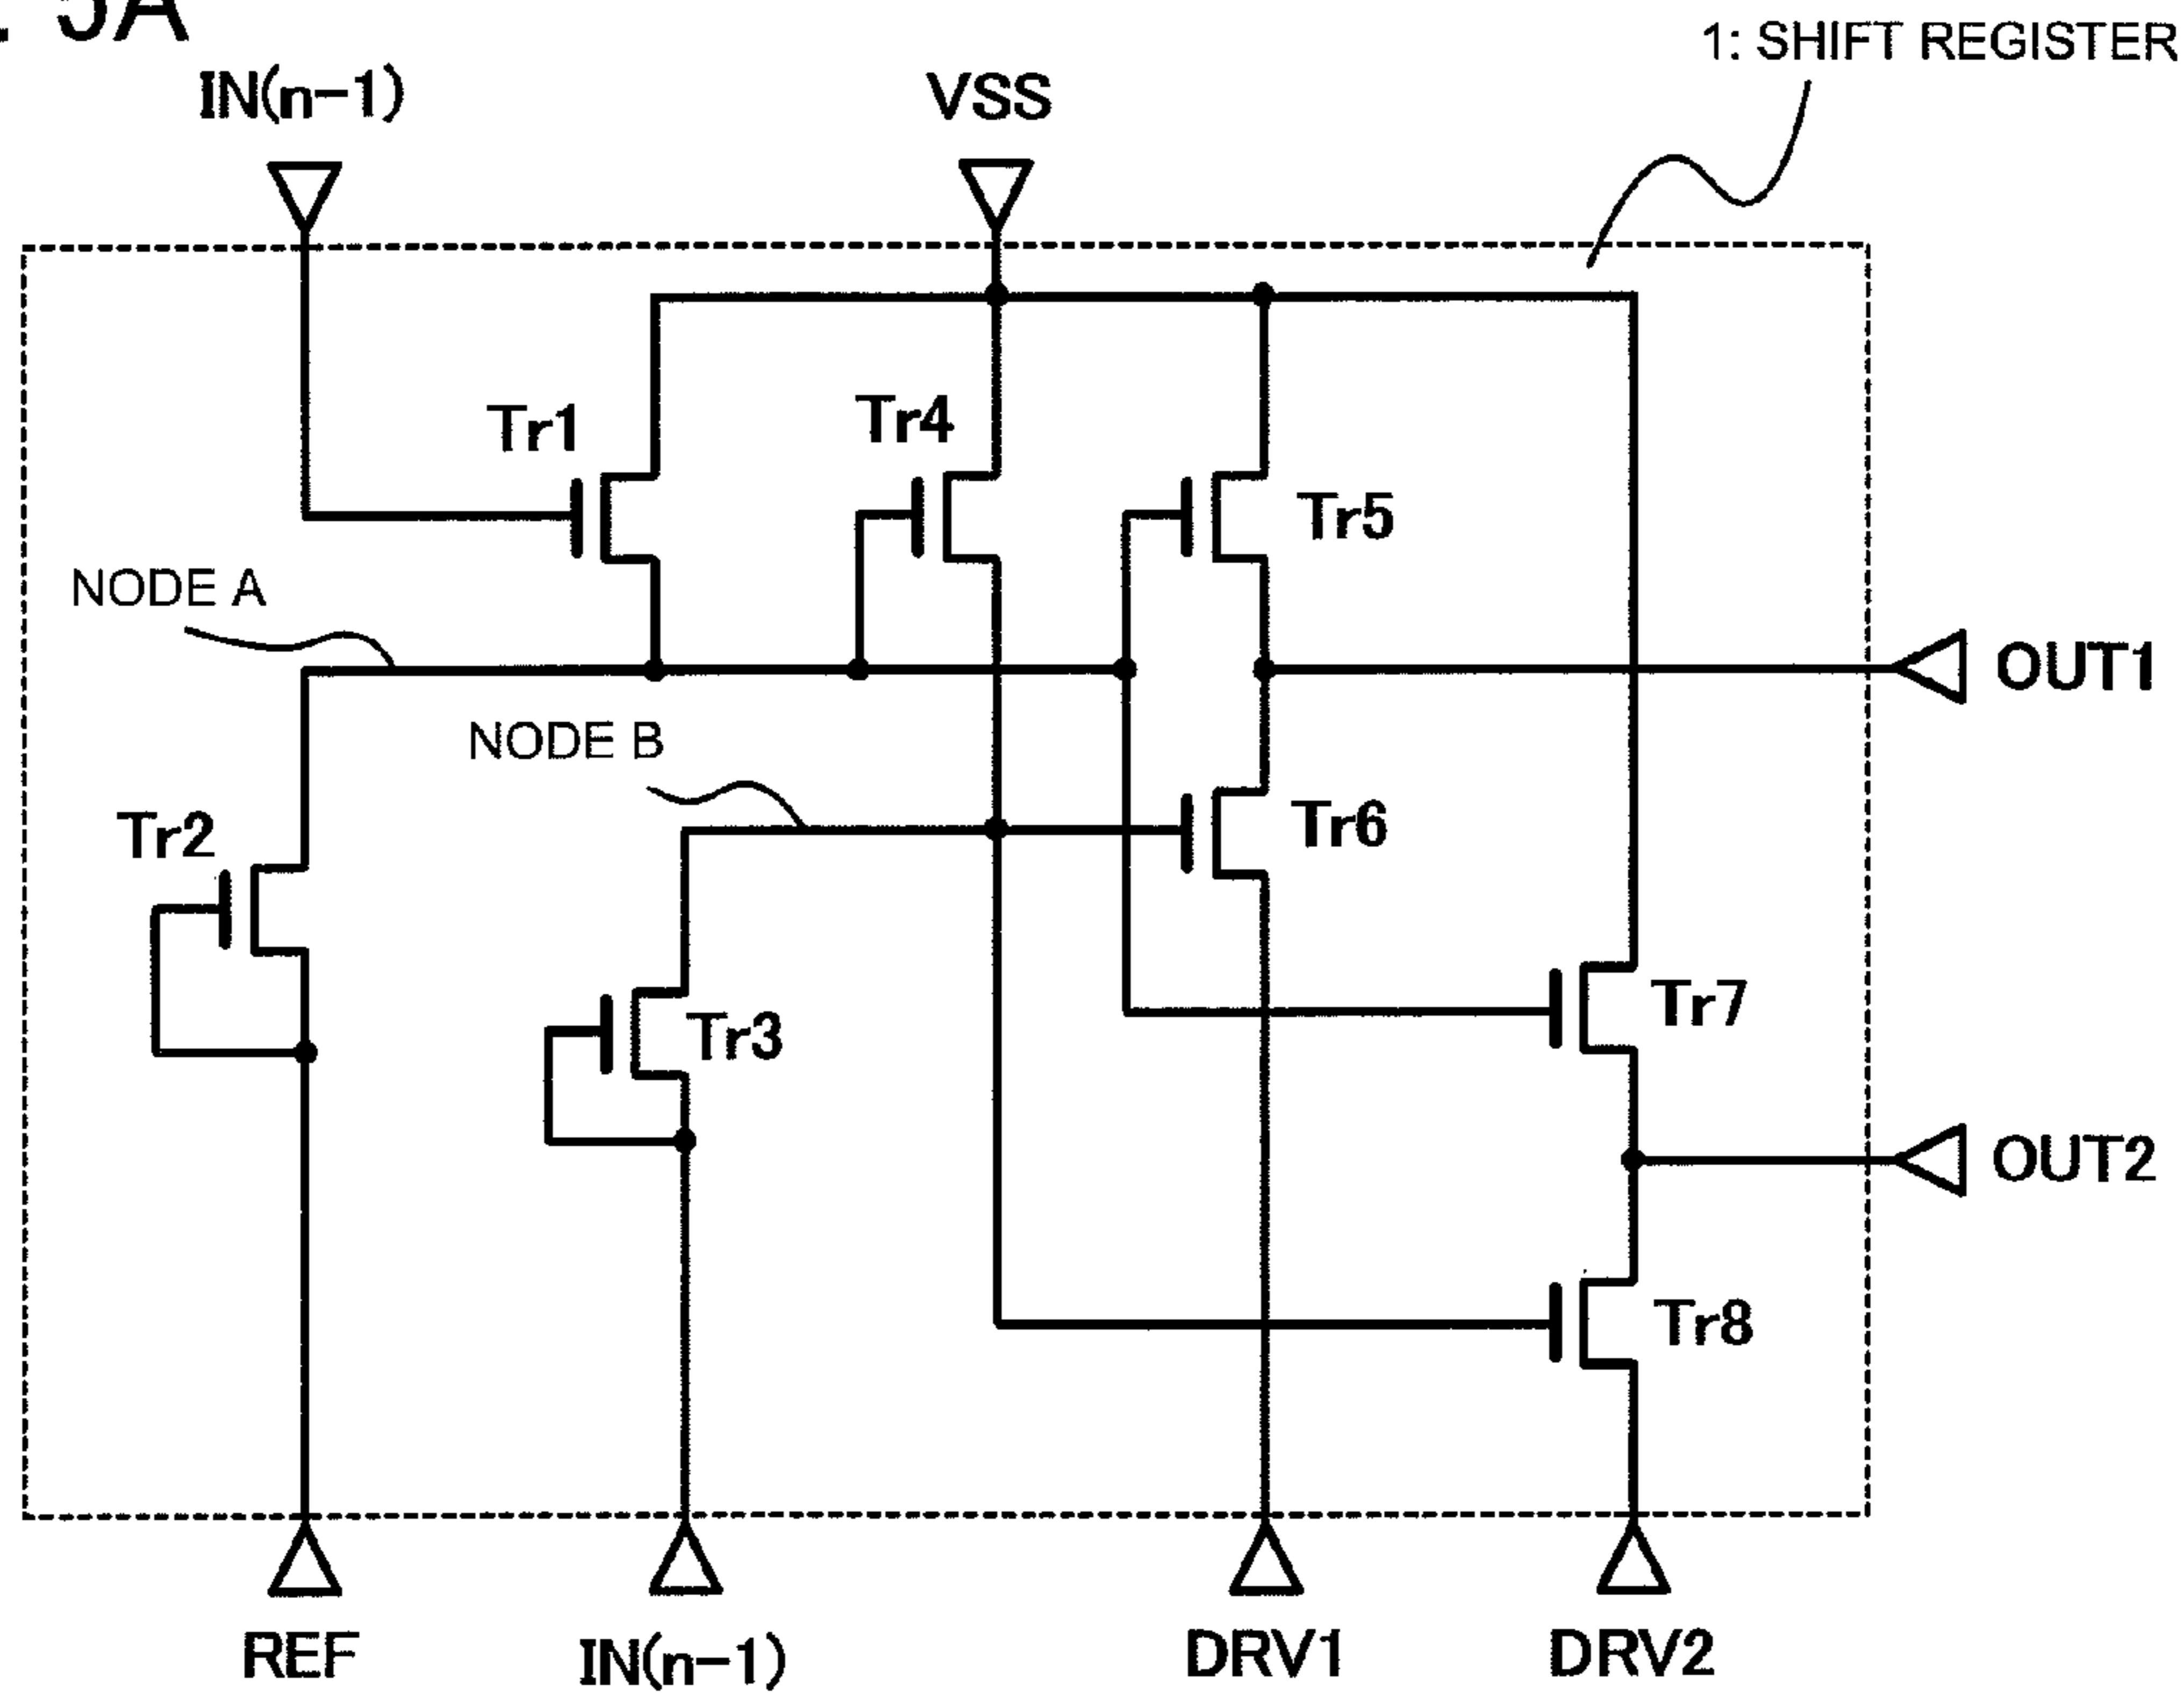 . 5A
1: SHIFT REGISTER
IN(n-1)
VSS
Tr1
Tr4
Tr5
NODE A
OUT1
NODE B
Tr2
Tr6
Tr3
Tr7
OUT2
Tr8
REF
IN(n-1)
DRV1
DRV2